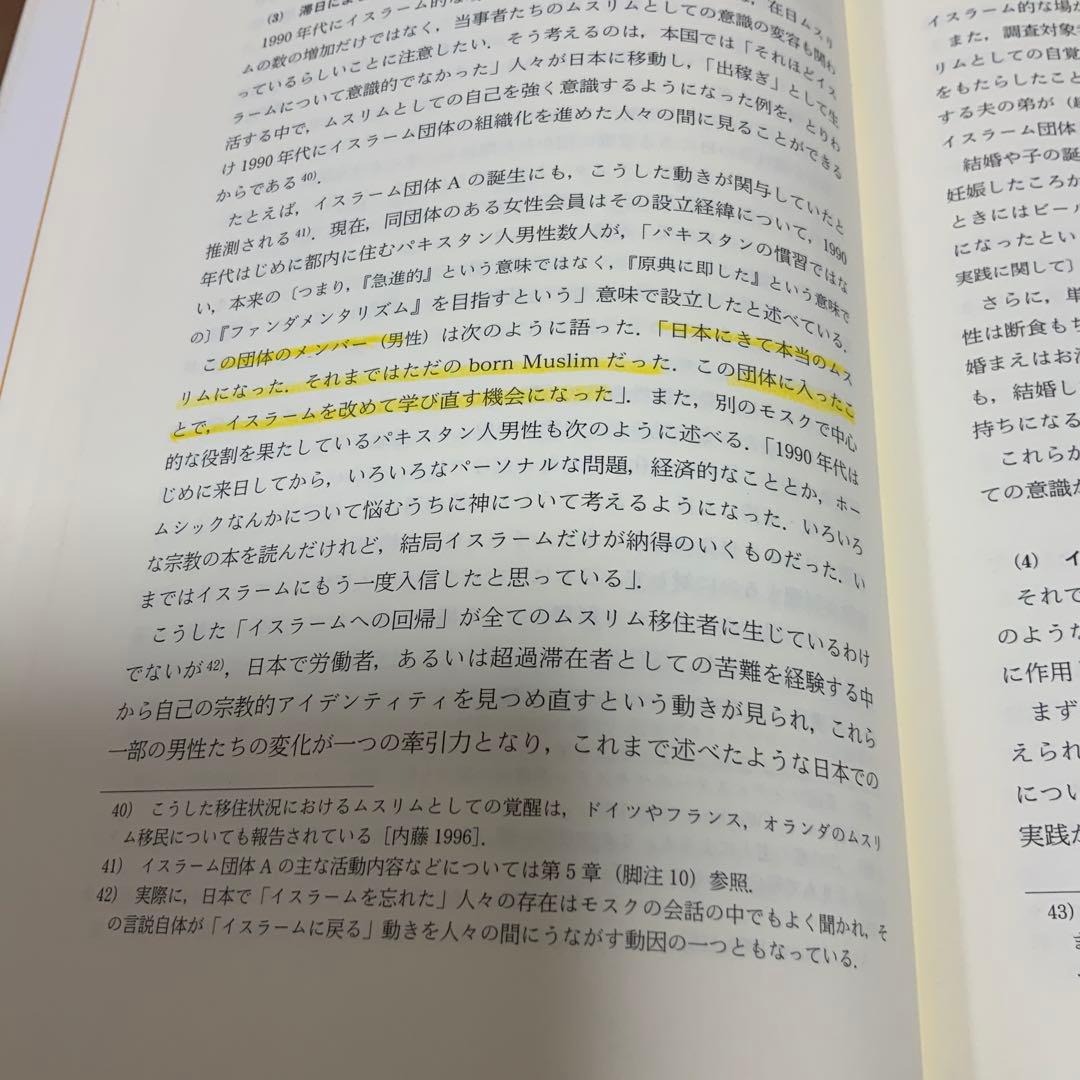 (3) 滞日によ
1990年代にイスラーム的な
在日ムスリ
ムの数の増加だけではなく，当事者たちのムスリムとしての意識の変容も関わ
っているらしいことに注意したい．そう考えるのは，本国では「それほどイス
ラームについて意識的でなかった」人々が日本に移動し，「出稼ぎ」として生
活する中で，ムスリムとしての自己を強く意識するようになった例を，とりわ
け1990年代にイスラーム団体の組織化を進めた人々の間に見ることができる
からである40)．
たとえば，イスラーム団体Aの誕生にも，こうした動きが関与していたと
推測される41)．現在，同団体のある女性会員はその設立経緯について，1990
年代はじめに都内に住むパキスタン人男性数人が，「パキスタンの慣習ではな
い，本来の〔つまり，『急進的』という意味ではなく，『原典に即した』という意味で
の〕『ファンダメンタリズム』を目指すという」意味で設立したと述べている．
この団体のメンバー（男性）は次のように語った．「日本にきて本当のムス
リムになった．それまではただのborn Muslimだった．この団体に入ったこ
とで，イスラームを改めて学び直す機会になった」．また，別のモスクで中心
的な役割を果たしているパキスタン人男性も次のように述べる．「1990年代は
じめに来日してから，いろいろなパーソナルな問題，経済的なこととか，ホー
ムシックなんかについて悩むうちに神について考えるようになった．いろいろ
な宗教の本を読んだけれど，結局イスラームだけが納得のいくものだった．い
まではイスラームにもう一度入信したと思っている」．
こうした「イスラームへの回帰」が全てのムスリム移住者に生じているわけ
でないが42)，日本で労働者，あるいは超過滞在者としての苦難を経験する中
から自己の宗教的アイデンティティを見つめ直すという動きが見られ，これら
一部の男性たちの変化が一つの牽引力となり，これまで述べたような日本での
40) こうした移住状況におけるムスリムとしての覚醒は，ドイツやフランス，オランダのムスリ
ム移民についても報告されている［内藤1996］．
41) イスラーム団体Aの主な活動内容などについては第5章（脚注10）参照．
42) 実際に，日本で「イスラームを忘れた」人々の存在はモスクの会話の中でもよく聞かれ，そ
の言説自体が「イスラームに戻る」動きを人々の間にうながす動因の一つともなっている．
イスラーム的な場
また，調査対象
リムとしての自覚
をもたらしたこと
する夫の弟が
イスラーム団体
結婚や子の誕
妊娠したころか
ときにはビール
になったとい
実践に関して〕
さらに，単
性は断食もち
婚まえはお
も，結婚し
持ちになる
これらか
ての意識が
(4) イ
それで
のような
に作用
まず
えられ
につい
実践が
43)